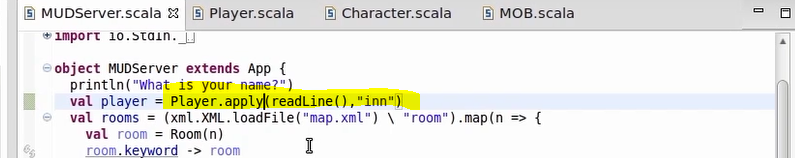 MUDServer.scala Player.scala Character.scala MOB.scala
import io.StdIn._
object MUDServer extends App {
println("What is your name?")
val player = Player.apply(readLine(),"inn")
val rooms = (xml.XML.loadFile("map.xml") \ "room").map(n => {
val room = Room(n)
room.keyword -> room